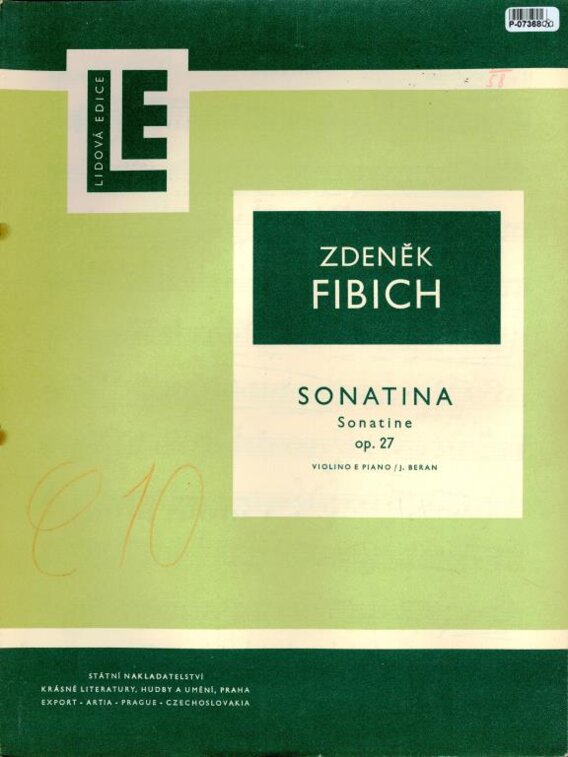 P-07368
58
LIDOVÁ EDICE
LE
ZDENĚK
FIBICH
SONATINA
Sonatine
op. 27
VIOLINO E PIANO / J. BERAN
C 10
STÁTNÍ NAKLADATELSTVÍ
KRÁSNÉ LITERATURY, HUDBY A UMĚNÍ, PRAHA
EXPORT - ARTIA - PRAGUE - CZECHOSLOVAKIA